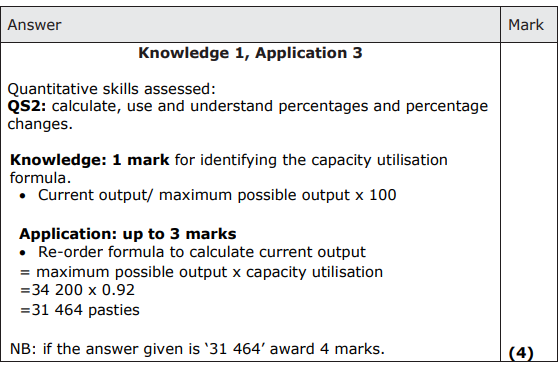 Answer Mark
Knowledge 1, Application 3
Quantitative skills assessed:
QS2: calculate, use and understand percentages and percentage
changes.
Knowledge: 1 mark for identifying the capacity utilisation
formula.
• Current output/ maximum possible output x 100
Application: up to 3 marks
• Re-order formula to calculate current output
= maximum possible output x capacity utilisation
=34 200 x 0.92
=31 464 pasties
NB: if the answer given is ‘31 464’ award 4 marks. (4)